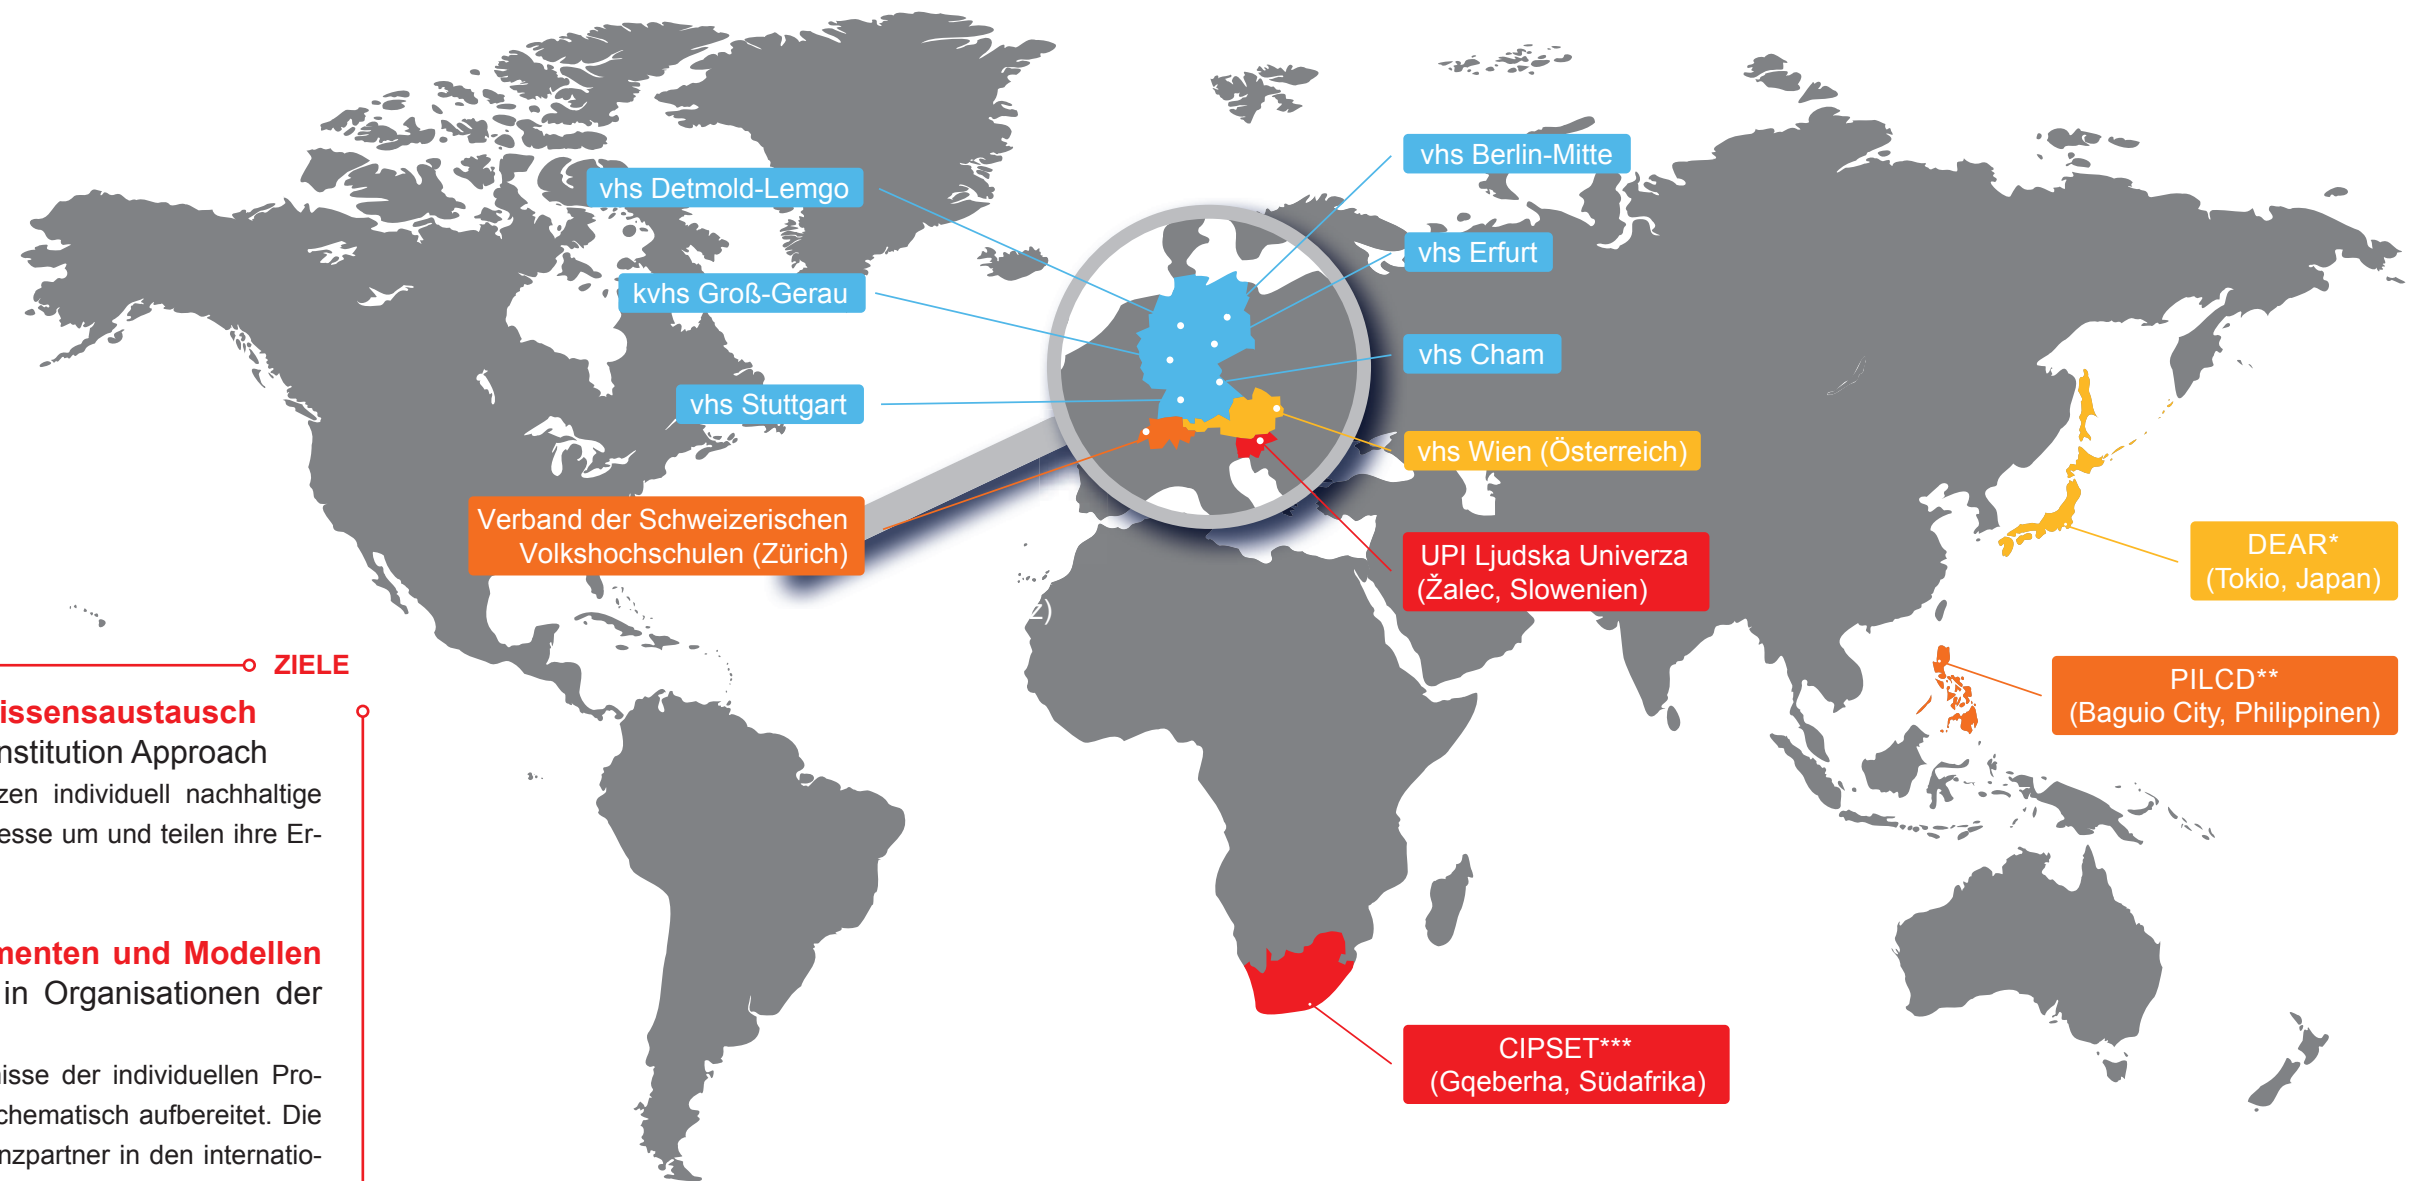 vhs Detmold-Lemgo
kvhs Groß-Gerau
vhs Stuttgart
Verband der Schweizerischen
Volkshochschulen (Zürich)
vhs Berlin-Mitte
vhs Erfurt
vhs Cham
vhs Wien (Österreich)
UPI Ljudska Univerza
(Žalec, Slowenien)
z)
DEAR*
(Tokio, Japan)
PILCD**
(Baguio City, Philippinen)
CIPSET***
(Gqeberha, Südafrika)
ZIELE
issensaustausch
nstitution Approach
zen individuell nachhaltige
esse um und teilen ihre Er-
menten und Modellen
in Organisationen der
nisse der individuellen Pro-
chematisch aufbereitet. Die
nzpartner in den internatio-